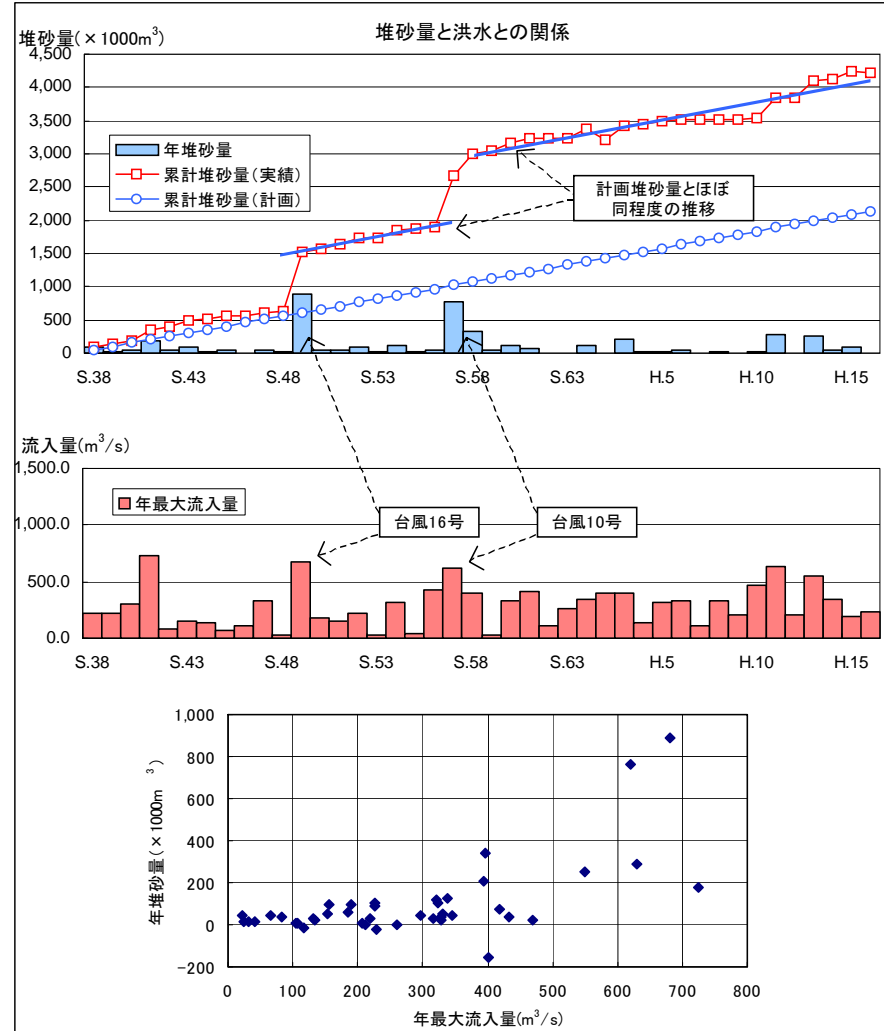 堆砂量と洪水との関係
堆砂量(×1000m³)
4,500
4,000
3,500
3,000
2,500
2,000
1,500
1,000
500
0
年堆砂量
累計堆砂量(実績)
累計堆砂量(計画)
計画堆砂量とほぼ
同程度の推移
S.38 S.43 S.48 S.53 S.58 S.63 H.5 H.10 H.15
流入量(m³/s)
1,500.0
1,000.0
500.0
0.0
年最大流入量
台風16号
台風10号
S.38 S.43 S.48 S.53 S.58 S.63 H.5 H.10 H.15
年堆砂量(×1000m³)
1,000
800
600
400
200
0
-200
0 100 200 300 400 500 600 700 800
年最大流入量(m³/s)